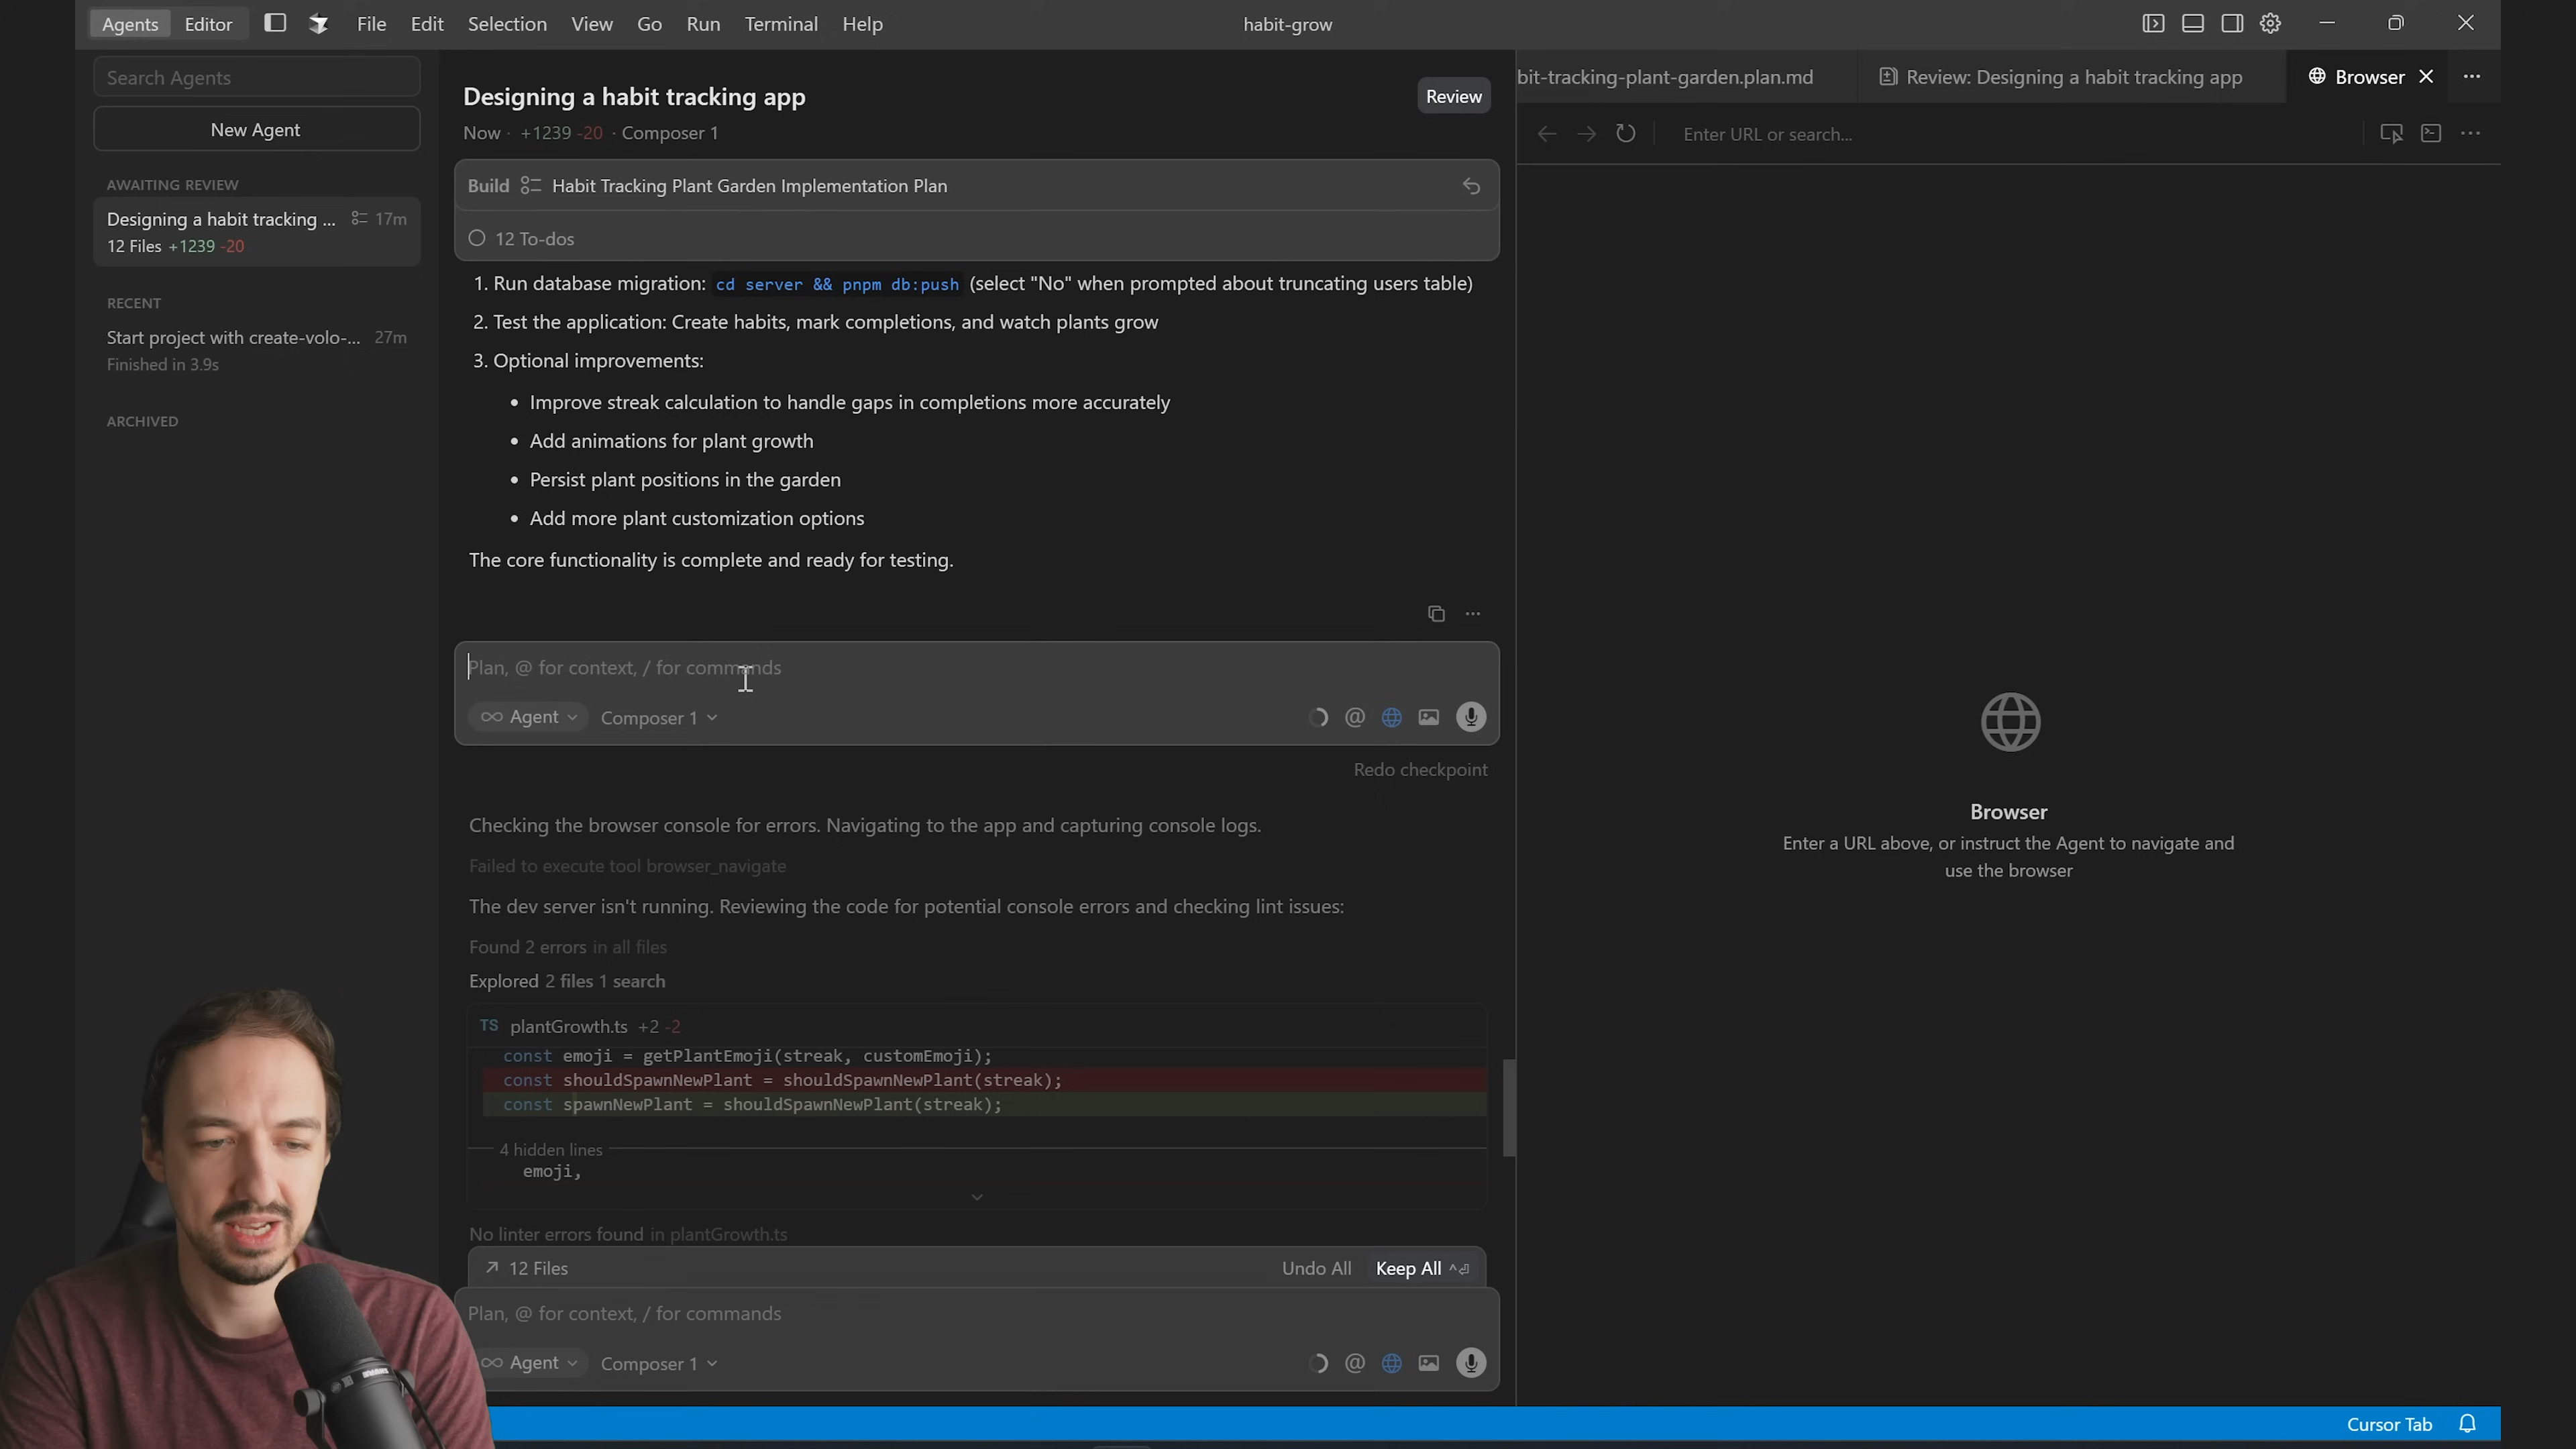 Agents Editor File Edit Selection View Go Run Terminal Help habit-grow
Search Agents
New Agent
AWAITING REVIEW
Designing a habit tracking ... 17m
12 Files +1239 -20
RECENT
Start project with create-volo-... 27m
Finished in 3.9s
ARCHIVED
Designing a habit tracking app
Review
Now · +1239 -20 · Composer 1
Build Habit Tracking Plant Garden Implementation Plan
12 To-dos
1. Run database migration: cd server && pnpm db:push (select "No" when prompted about truncating users table)
2. Test the application: Create habits, mark completions, and watch plants grow
3. Optional improvements:
• Improve streak calculation to handle gaps in completions more accurately
• Add animations for plant growth
• Persist plant positions in the garden
• Add more plant customization options
The core functionality is complete and ready for testing.
Plan, @ for context, / for commands
Agent Composer 1
Redo checkpoint
Checking the browser console for errors. Navigating to the app and capturing console logs.
Failed to execute tool browser_navigate
The dev server isn't running. Reviewing the code for potential console errors and checking lint issues:
Found 2 errors in all files
Explored 2 files 1 search
TS plantGrowth.ts +2 -2
const emoji = getPlantEmoji(streak, customEmoji);
const shouldSpawnNewPlant = shouldSpawnNewPlant(streak);
const spawnNewPlant = shouldSpawnNewPlant(streak);
4 hidden lines
emoji,
No linter errors found in plantGrowth.ts
12 Files Undo All Keep All ^⏎
Plan, @ for context, / for commands
Agent Composer 1
bit-tracking-plant-garden.plan.md Review: Designing a habit tracking app Browser
Enter URL or search...
Browser
Enter a URL above, or instruct the Agent to navigate and
use the browser
Cursor Tab